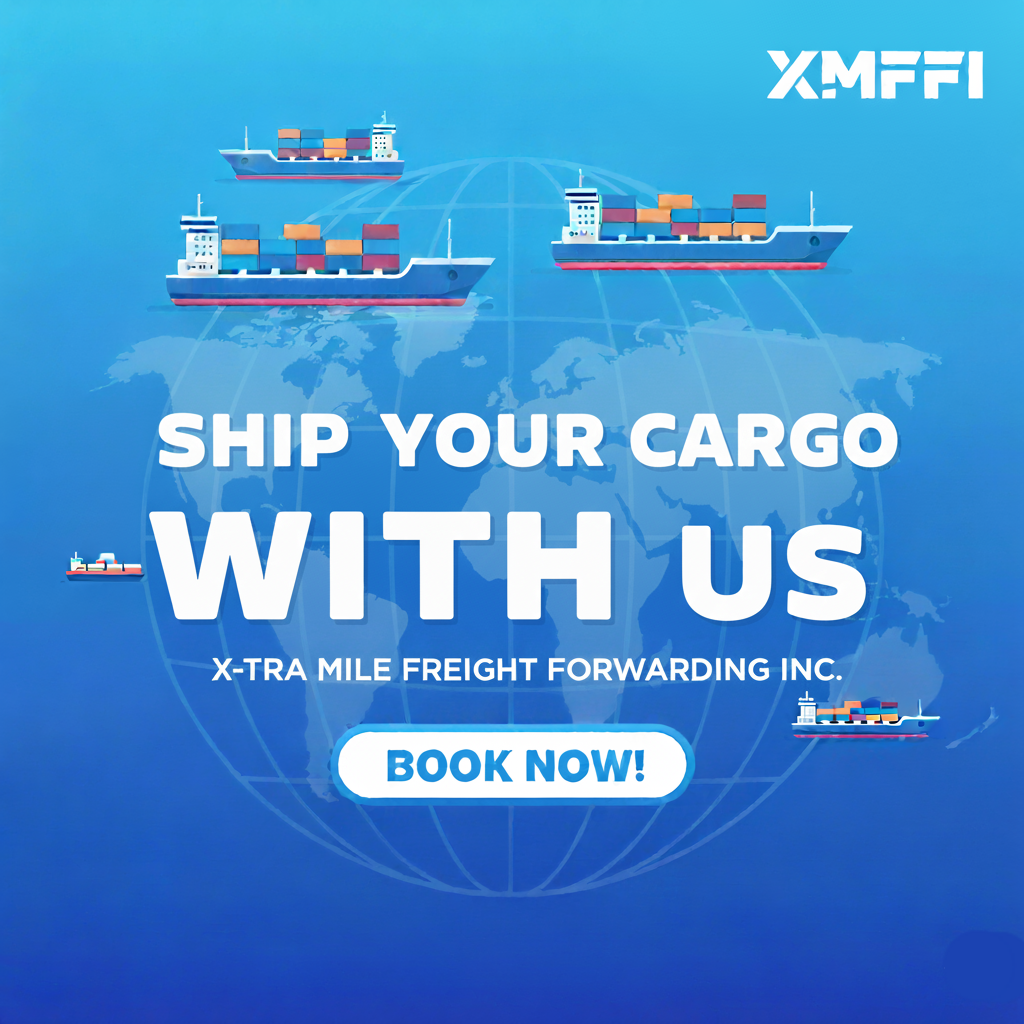 XMFFI
SHIP YOUR CARGO
WITH US
X-TRA MILE FREIGHT FORWARDING INC.
BOOK NOW!